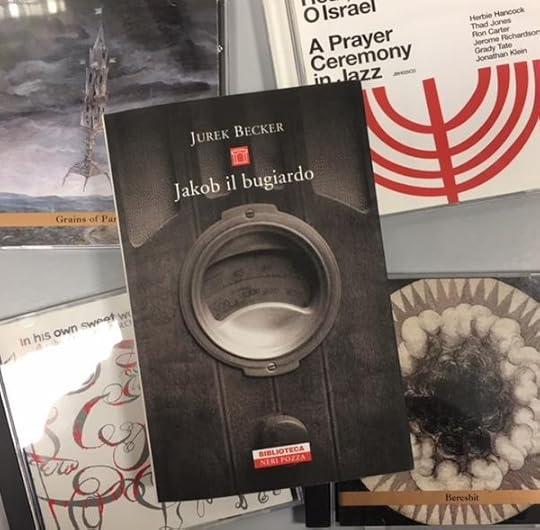 O Israel
A Prayer
Ceremony
in Jazz
Herbie Hancock
Thad Jones
Ron Carter
Jerome Richardson
Grady Tate
Jonathan Klein
JUREK BECKER
Jakob il bugiardo
Grains of
in his own sweet
BIBLIOTECA
NERI POZZA
Bereshit